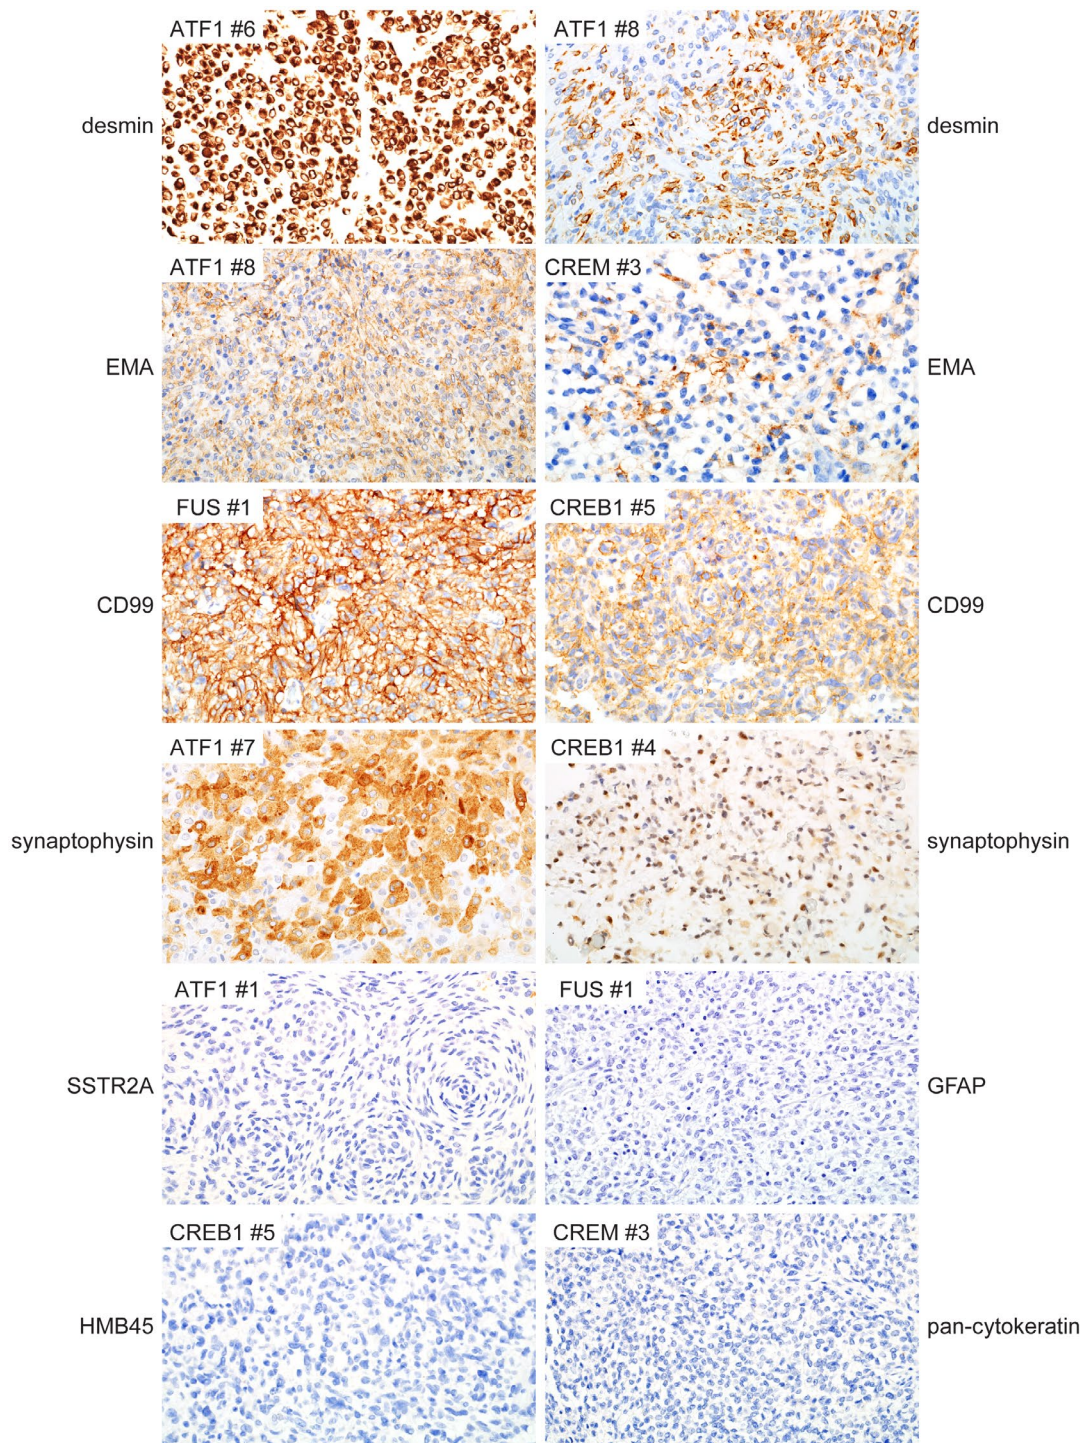 ATF1 #6
ATF1 #8
desmin
desmin
ATF1 #8
CREM #3
EMA
EMA
FUS #1
CREB1 #5
CD99
CD99
ATF1 #7
CREB1 #4
synaptophysin
synaptophysin
ATF1 #1
FUS #1
SSTR2A
GFAP
CREB1 #5
CREM #3
HMB45
pan-cytokeratin